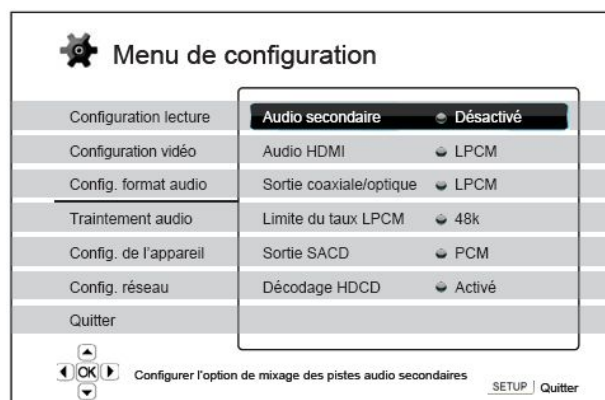 Menu de configuration
Configuration lecture
Audio secondaire Désactivé
Configuration vidéo
Audio HDMI LPCM
Config. format audio
Sortie coaxiale/optique LPCM
Traintement audio
Limite du taux LPCM 48k
Config. de l'appareil
Sortie SACD PCM
Config. réseau
Décodage HDCD Activé
Quitter
OK
Configurer l'option de mixage des pistes audio secondaires
SETUP | Quitter